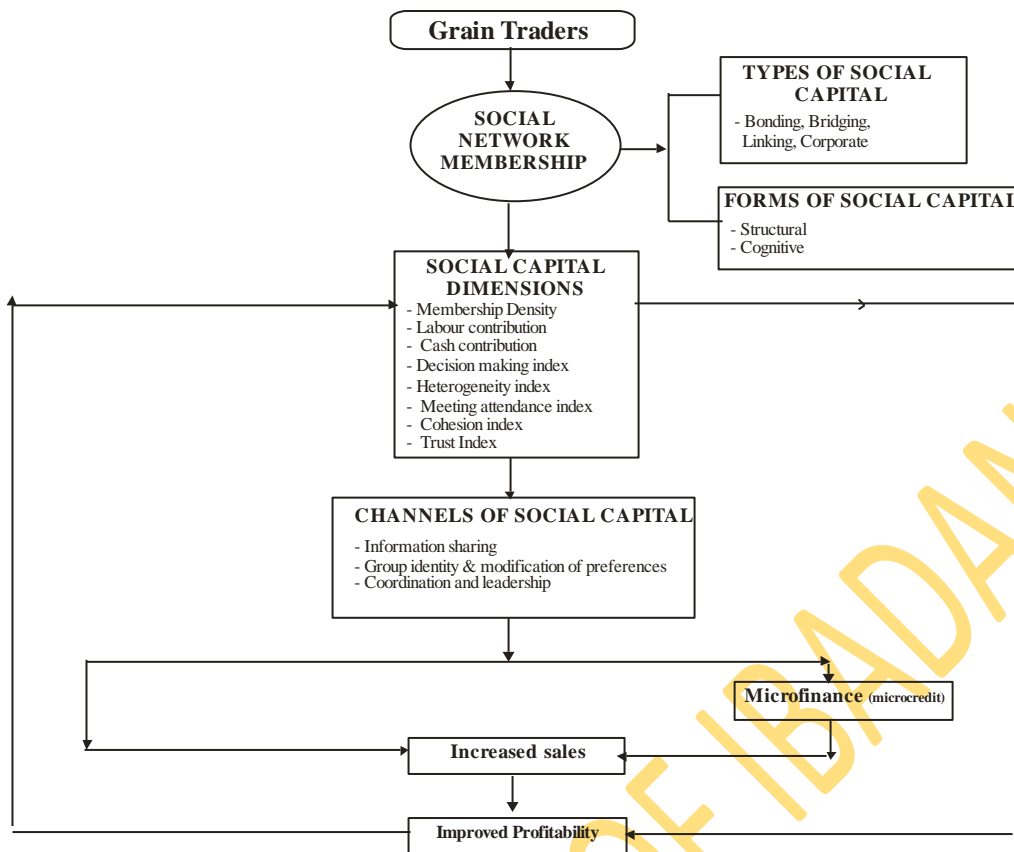 Grain Traders
SOCIAL
NETWORK
MEMBERSHIP
TYPES OF SOCIAL
CAPITAL
- Bonding, Bridging,
Linking, Corporate
FORMS OF SOCIAL CAPITAL
- Structural
- Cognitive
SOCIAL CAPITAL
DIMENSIONS
- Membership Density
- Labour contribution
- Cash contribution
- Decision making index
- Heterogeneity index
- Meeting attendance index
- Cohesion index
- Trust Index
CHANNELS OF SOCIAL CAPITAL
- Information sharing
- Group identity & modification of preferences
- Coordination and leadership
Microfinance (microcredit)
Increased sales
Improved Profitability
OF IBADAN